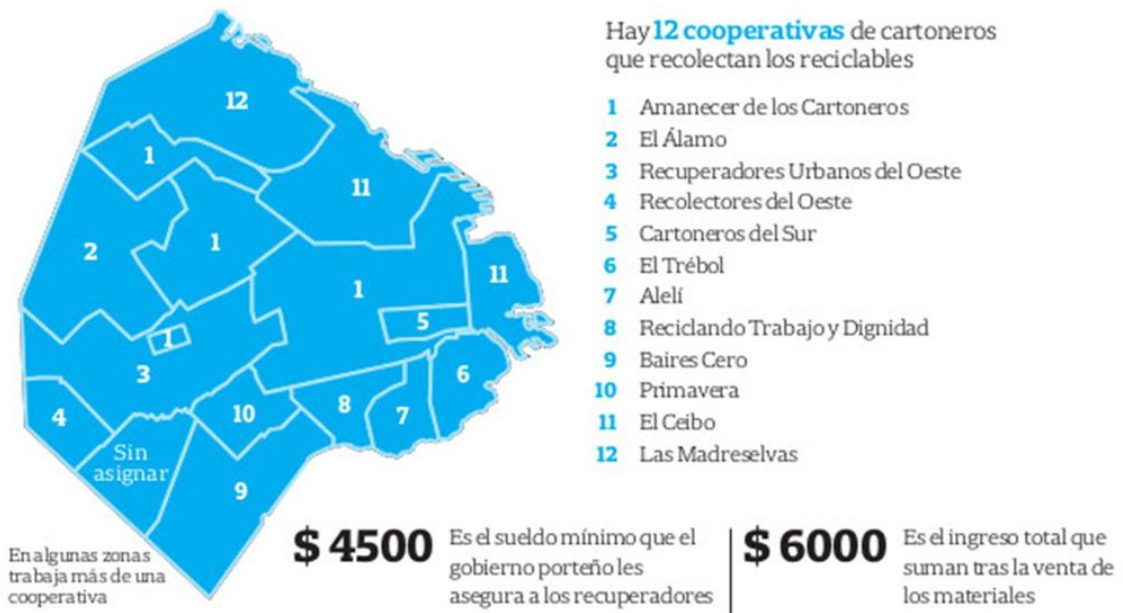 12
1
11
2
1
11
1
5
1
3
6
4
10
8
7
Sin
asignar
9
En algunas zonas
trabaja más de una
cooperativa
Hay 12 cooperativas de cartoneros
que recolectan los reciclables
1 Amanecer de los Cartoneros
2 El Álamo
3 Recuperadores Urbanos del Oeste
4 Recolectores del Oeste
5 Cartoneros del Sur
6 El Trébol
7 Alelí
8 Reciclando Trabajo y Dignidad
9 Baires Cero
10 Primavera
11 El Ceibo
12 Las Madreselvas
$ 4500
Es el sueldo mínimo que el
gobierno porteño les
asegura a los recuperadores
$ 6000
Es el ingreso total que
suman tras la venta de
los materiales